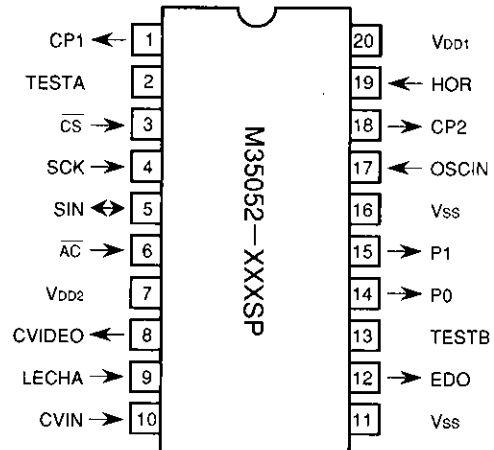 CP1 1 20 VDD1
TESTA 2 19 HOR
CS 3 18 CP2
SCK 4 17 OSCIN
SIN 5 16 VSS
AC 6 15 P1
VDD2 7 14 P0
CVIDEO 8 13 TESTB
LECHA 9 12 EDO
CVIN 10 11 VSS
M35052-XXXSP